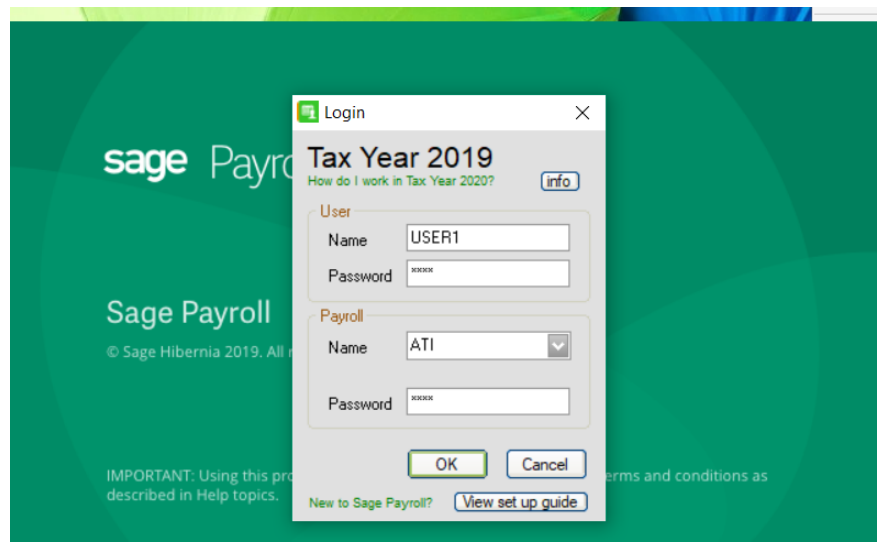 Login
sage Payro
Tax Year 2019
How do I work in Tax Year 2020?
info
User
Name USER1
Password ****
Sage Payroll
Payroll
© Sage Hibernia 2019. All
Name ATI
Password ****
OK Cancel
IMPORTANT: Using this pro
erms and conditions as
described in Help topics.
New to Sage Payroll? View set up guide